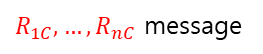 R₁C, …, RₙC message